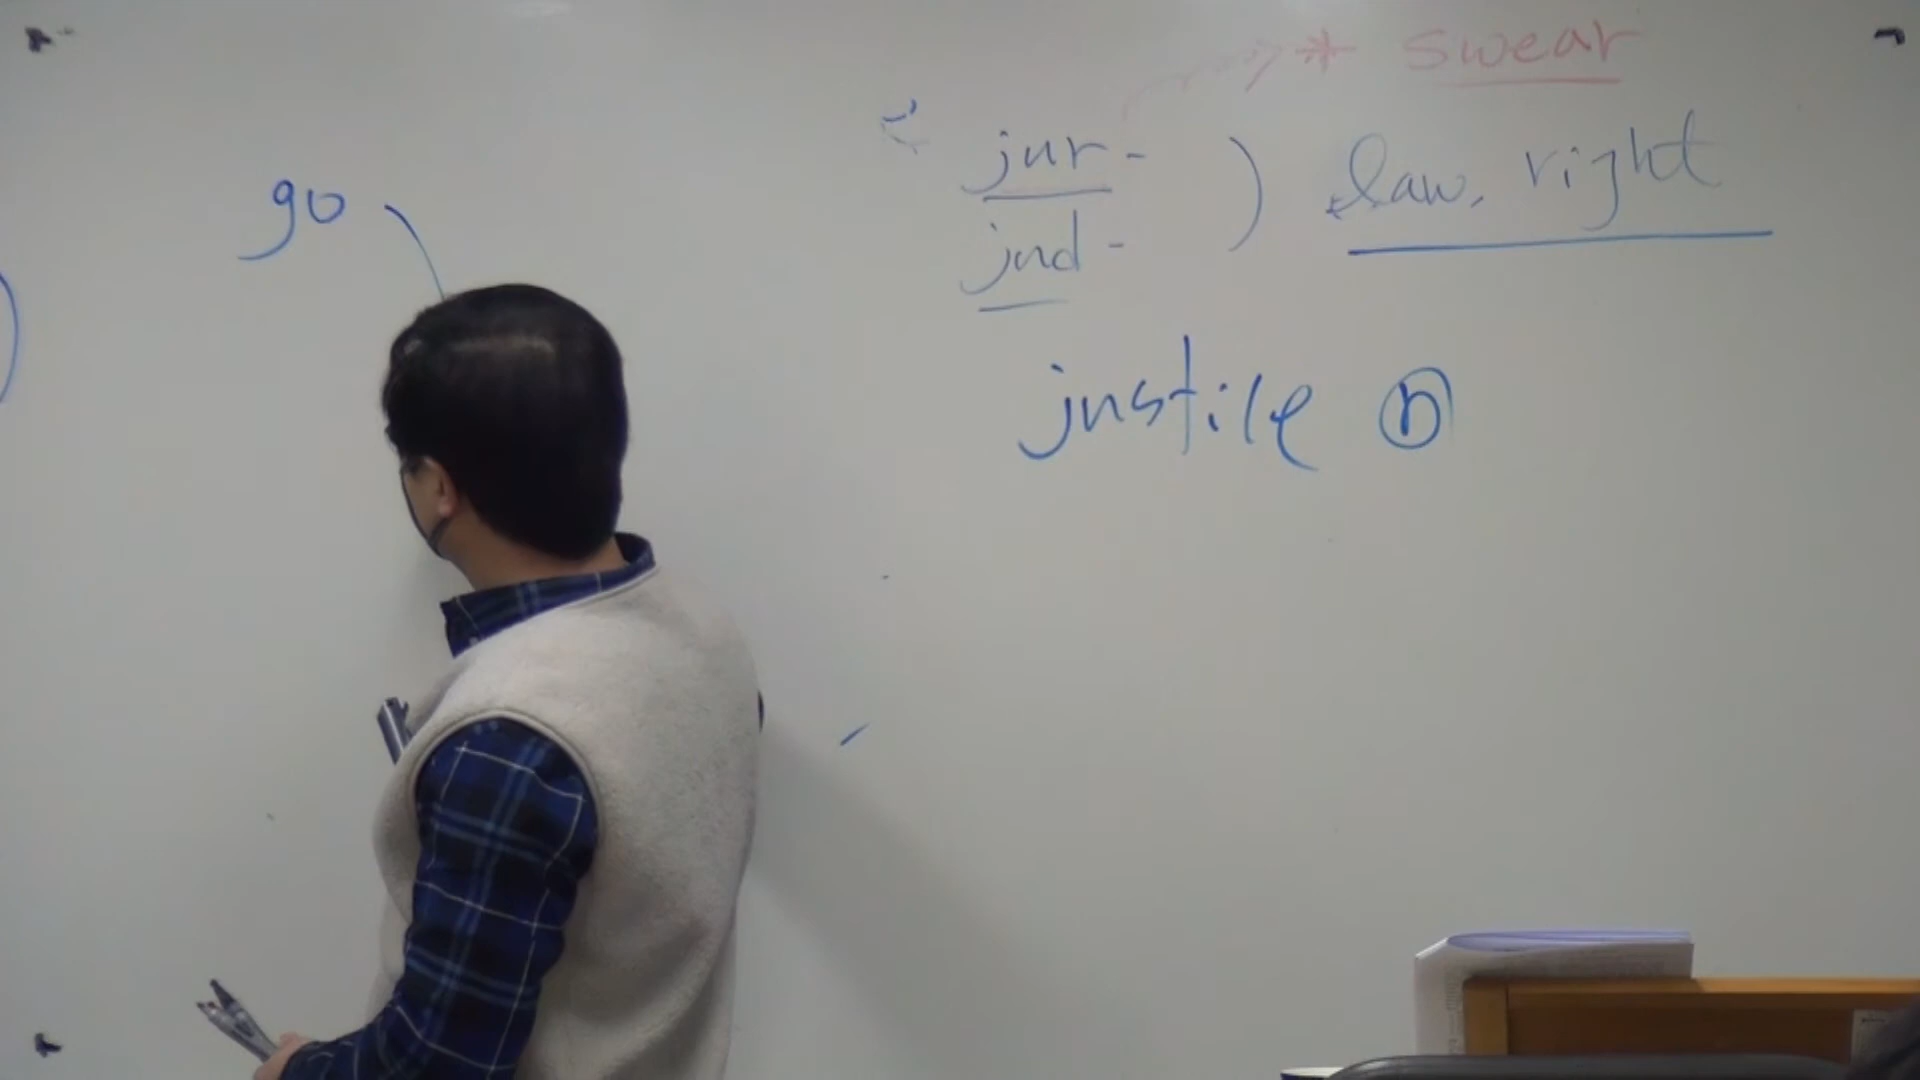 * swear
go
jur-
jud-
) law, right
justice ⓝ